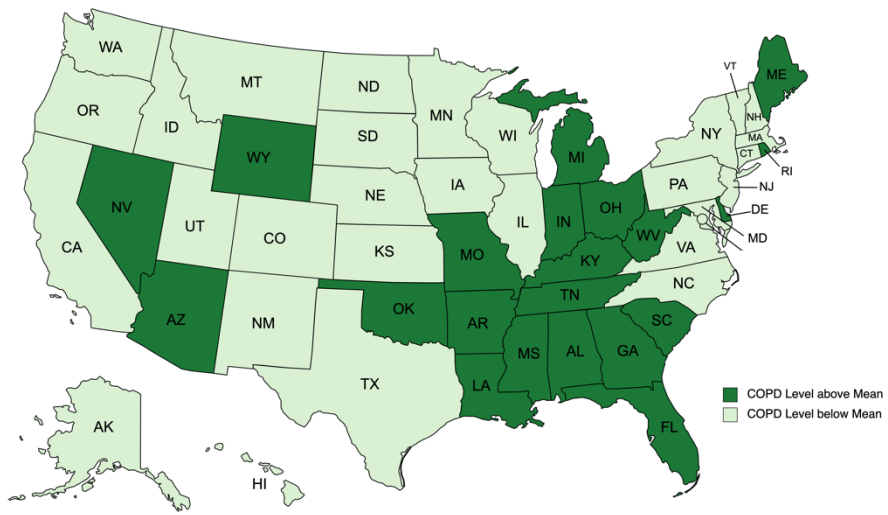 WA
MT
ND
MN
VT
ME
OR
ID
WY
SD
WI
MI
NY
NH
MA
CT
RI
NV
UT
CO
NE
IA
IL
IN
OH
PA
NJ
DE
MD
CA
KS
MO
KY
WV
VA
AZ
NM
OK
AR
TN
NC
SC
TX
LA
MS
AL
GA
FL
AK
HI
COPD Level above Mean
COPD Level below Mean